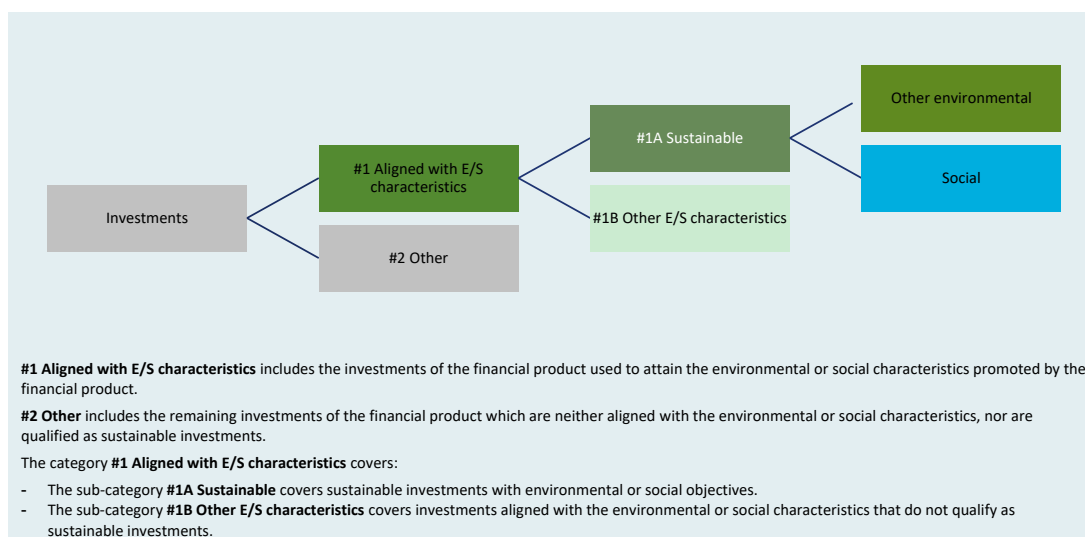 Other environmental
#1A Sustainable
#1 Aligned with E/S
characteristics
Social
Investments
#1B Other E/S characteristics
#2 Other
#1 Aligned with E/S characteristics includes the investments of the financial product used to attain the environmental or social characteristics promoted by the
financial product.
#2 Other includes the remaining investments of the financial product which are neither aligned with the environmental or social characteristics, nor are
qualified as sustainable investments.
The category #1 Aligned with E/S characteristics covers:
- The sub-category #1A Sustainable covers sustainable investments with environmental or social objectives.
- The sub-category #1B Other E/S characteristics covers investments aligned with the environmental or social characteristics that do not qualify as
sustainable investments.